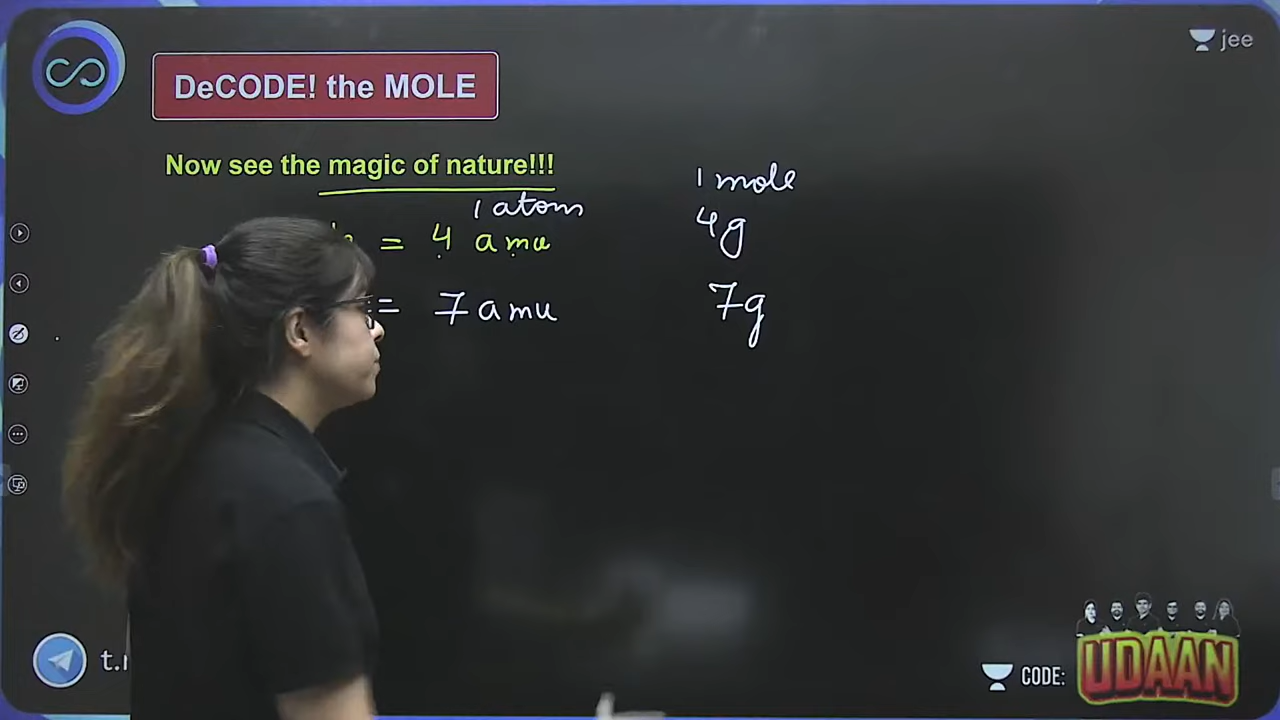 jee
DeCODE! the MOLE
Now see the magic of nature!!!
1 mole
1 atom
= 4 amu 4g
= 7 amu 7g
CODE: UDAAN